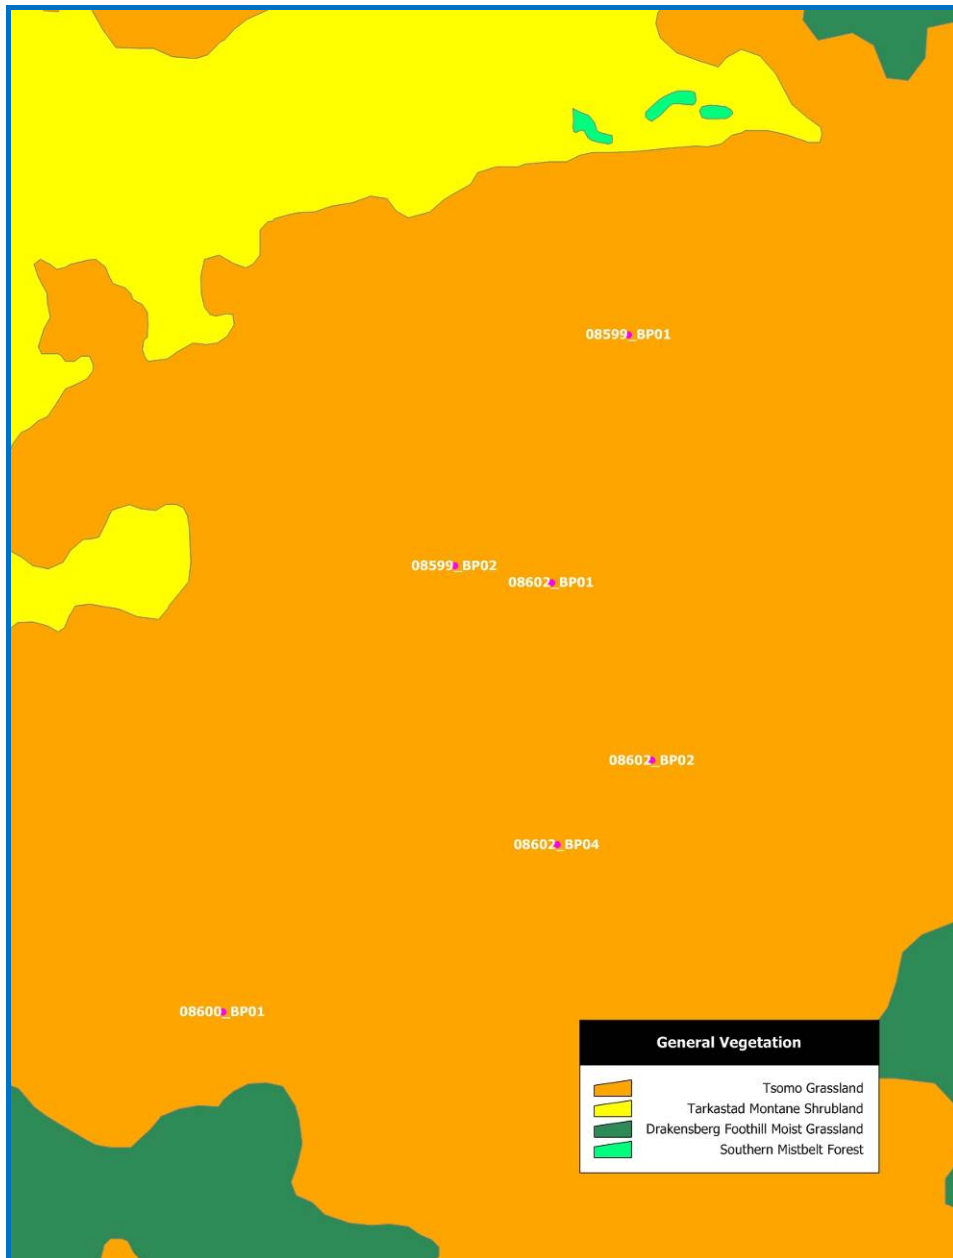 08599_BP01
08599_BP02
08602_BP01
08602_BP02
08602_BP04
08600_BP01
General Vegetation
Tsomo Grassland
Tarkastad Montane Shrubland
Drakensberg Foothill Moist Grassland
Southern Mistbelt Forest